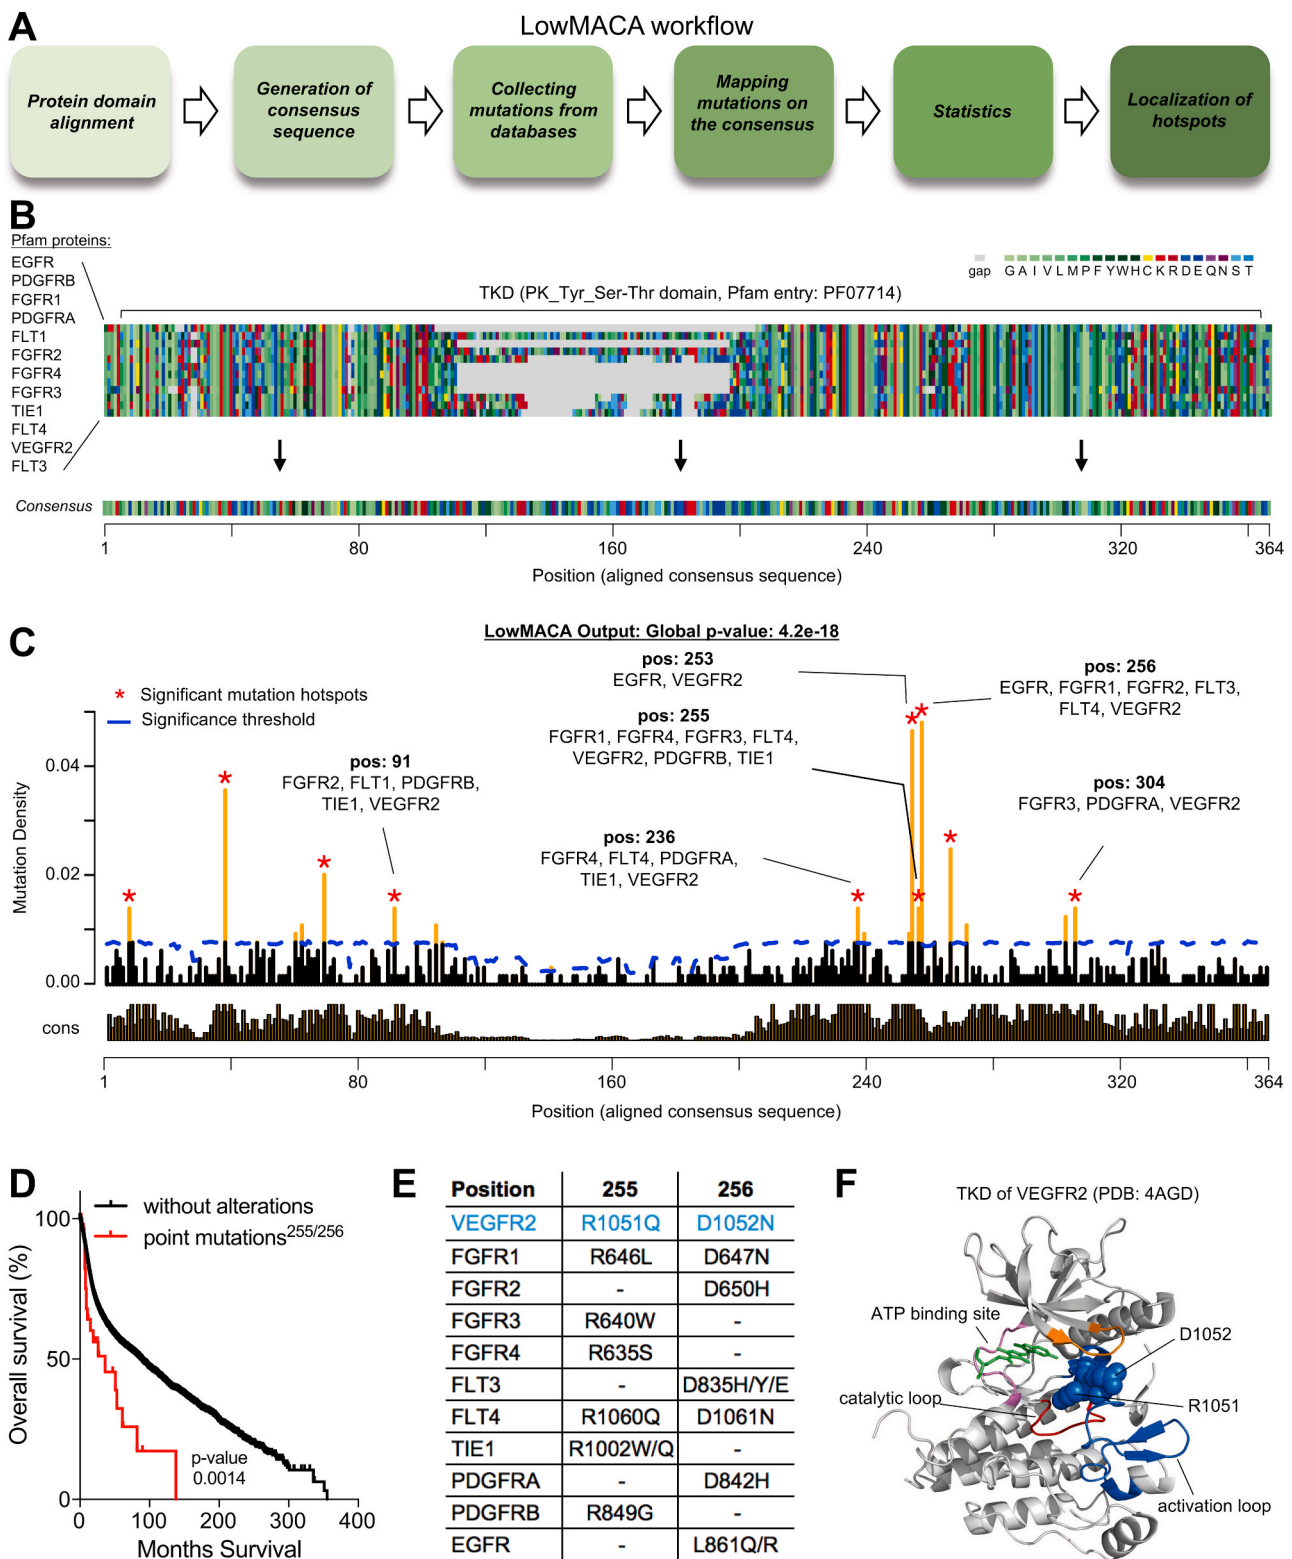 A
LowMACA workflow
Protein domain
alignment
Generation of
consensus
sequence
Collecting
mutations from
databases
Mapping
mutations on
the consensus
Statistics
Localization of
hotspots
B
Pfam proteins:
EGFR
PDGFRB
FGFR1
PDGFRA
FLT1
FGFR2
FGFR4
FGFR3
TIE1
FLT4
VEGFR2
FLT3
gap G A I V L M P F Y W H C K R D E Q N S T
TKD (PK_Tyr_Ser-Thr domain, Pfam entry: PF07714)
Consensus
1 80 160 240 320 364
Position (aligned consensus sequence)
C
LowMACA Output: Global p-value: 4.2e-18
* Significant mutation hotspots
Significance threshold
pos: 253
EGFR, VEGFR2
pos: 256
EGFR, FGFR1, FGFR2, FLT3,
FLT4, VEGFR2
pos: 255
FGFR1, FGFR4, FGFR3, FLT4,
VEGFR2, PDGFRB, TIE1
pos: 91
FGFR2, FLT1, PDGFRB,
TIE1, VEGFR2
pos: 304
FGFR3, PDGFRA, VEGFR2
pos: 236
FGFR4, FLT4, PDGFRA,
TIE1, VEGFR2
Mutation Density
0.04
0.02
0.00
cons
1 80 160 240 320 364
Position (aligned consensus sequence)
D
without alterations
point mutations255/256
Overall survival (%)
100
50
0
p-value
0.0014
0 100 200 300 400
Months Survival
E
Position 255 256
VEGFR2 R1051Q D1052N
FGFR1 R646L D647N
FGFR2 - D650H
FGFR3 R640W -
FGFR4 R635S -
FLT3 - D835H/Y/E
FLT4 R1060Q D1061N
TIE1 R1002W/Q -
PDGFRA - D842H
PDGFRB R849G -
EGFR - L861Q/R
F
TKD of VEGFR2 (PDB: 4AGD)
ATP binding site
D1052
catalytic loop
R1051
activation loop